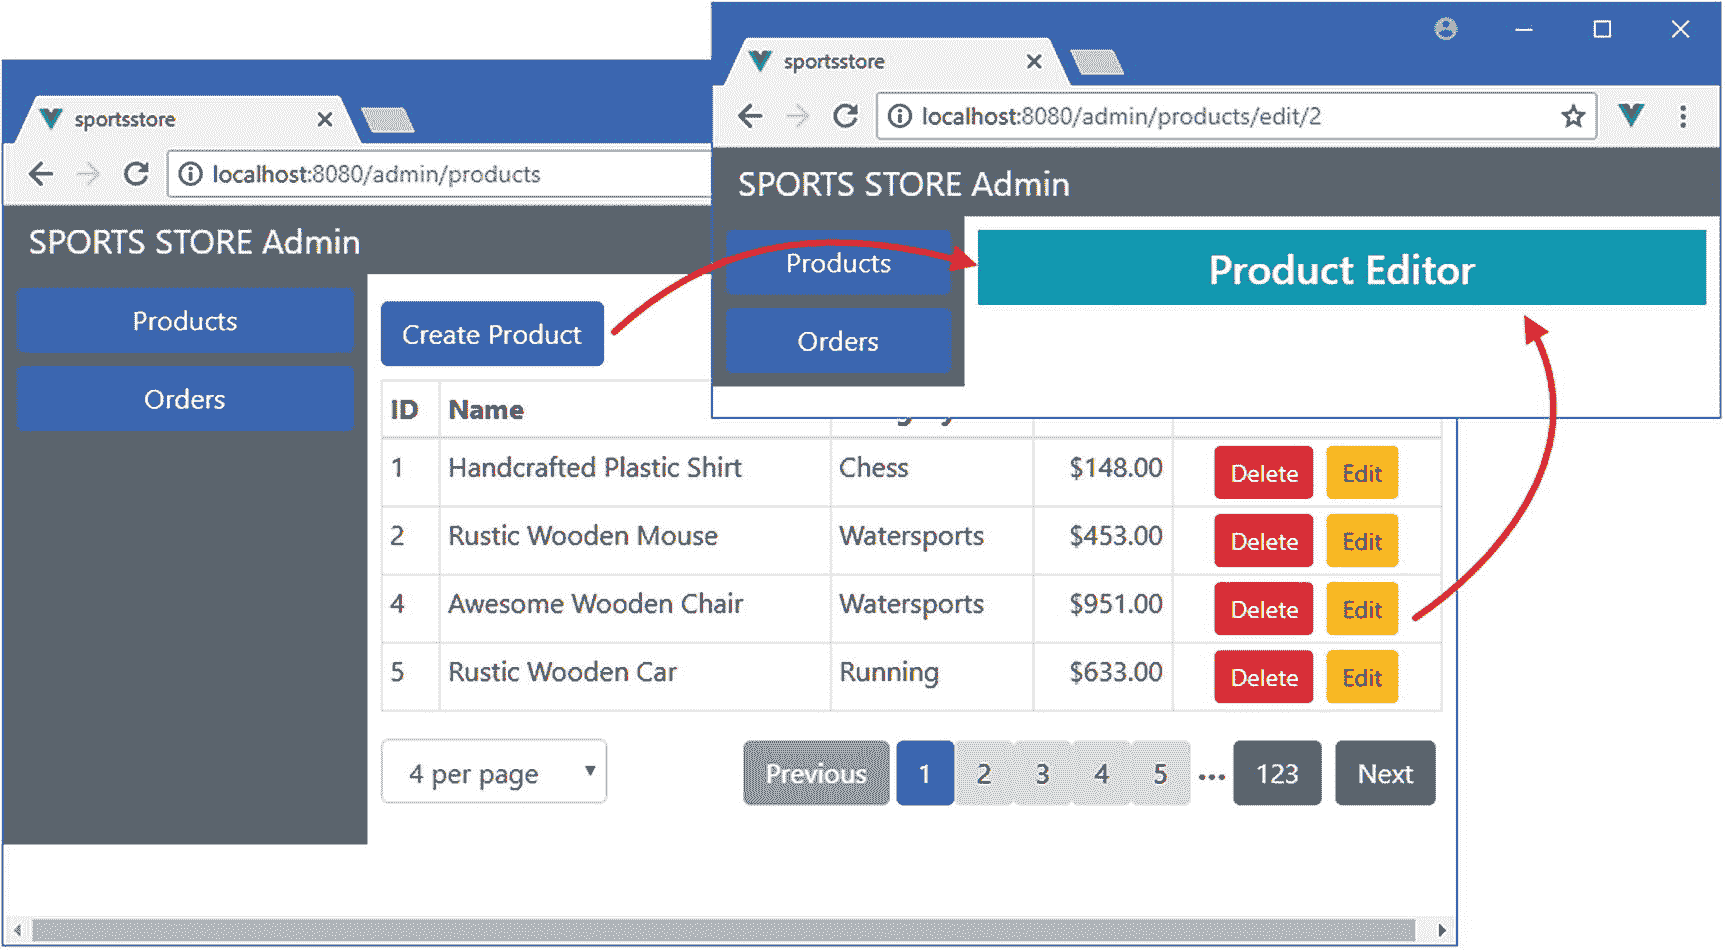 sportsstore
localhost:8080/admin/products/edit/2
SPORTS STORE Admin
Products
Orders
Product Editor
sportsstore
localhost:8080/admin/products
SPORTS STORE Admin
Products
Orders
Create Product
ID Name
1 Handcrafted Plastic Shirt Chess $148.00 Delete Edit
2 Rustic Wooden Mouse Watersports $453.00 Delete Edit
4 Awesome Wooden Chair Watersports $951.00 Delete Edit
5 Rustic Wooden Car Running $633.00 Delete Edit
4 per page Previous 1 2 3 4 5 ... 123 Next